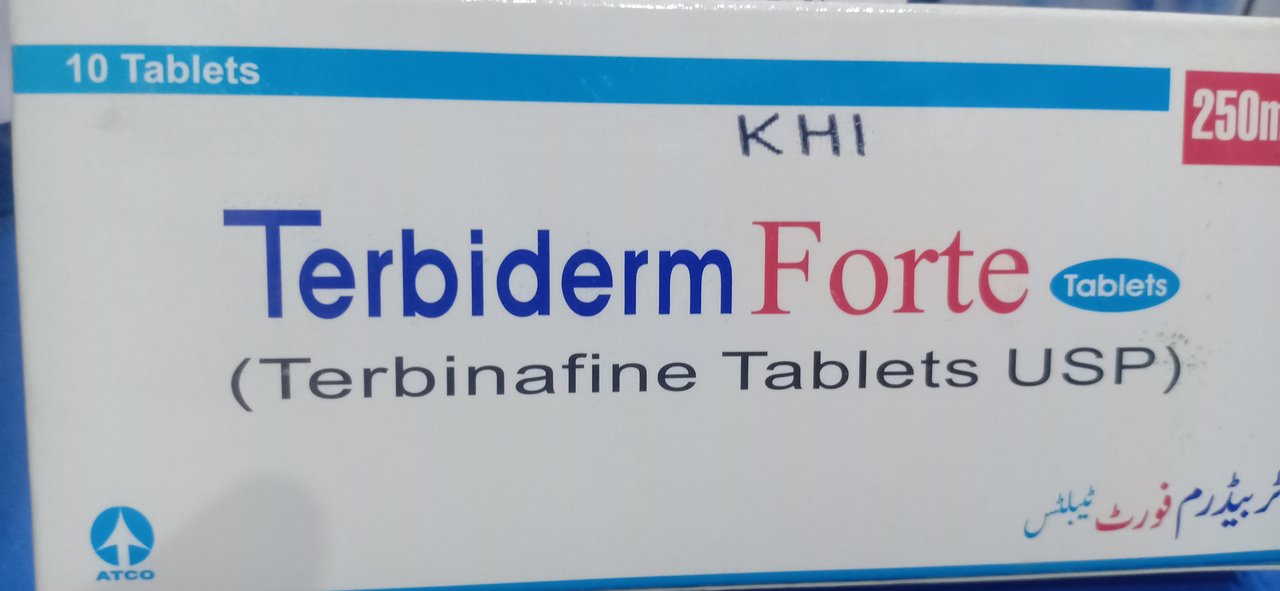 10 Tablets
250m
KHI
Terbiderm Forte Tablets
(Terbinafine Tablets USP)
ٹربیڈرم فورٹ ٹیبلٹس
ATCO